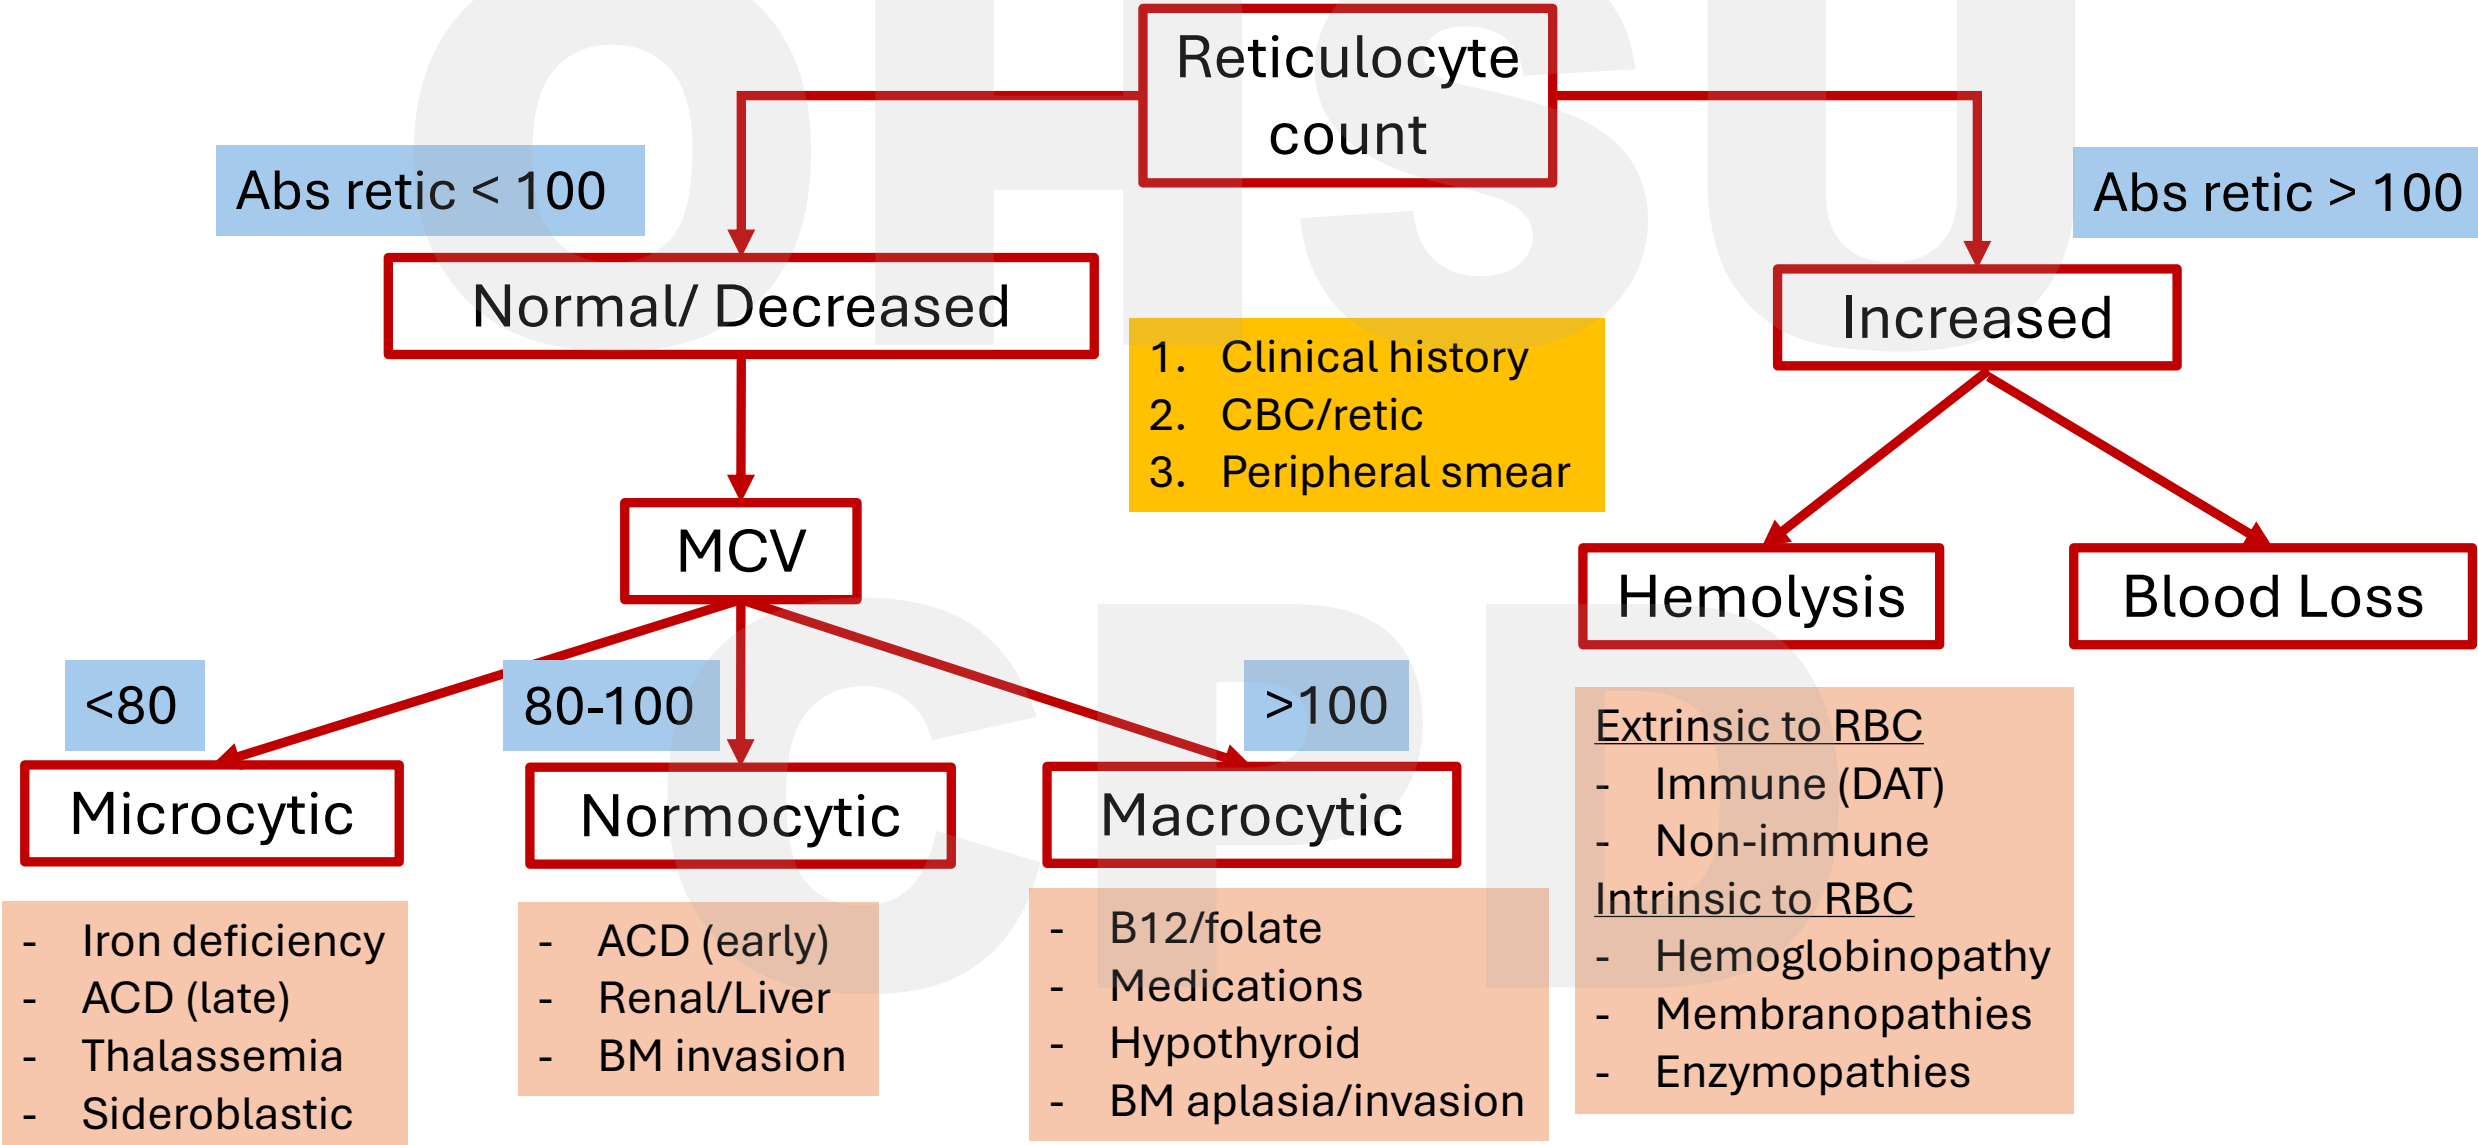 OHSU
CPD
Reticulocyte
count
Abs retic < 100
Abs retic > 100
Normal/ Decreased
Increased
1. Clinical history
2. CBC/retic
3. Peripheral smear
MCV
Hemolysis
Blood Loss
<80
80-100
>100
Microcytic
Normocytic
Macrocytic
- Iron deficiency
- ACD (late)
- Thalassemia
- Sideroblastic
- ACD (early)
- Renal/Liver
- BM invasion
- B12/folate
- Medications
- Hypothyroid
- BM aplasia/invasion
Extrinsic to RBC
- Immune (DAT)
- Non-immune
Intrinsic to RBC
- Hemoglobinopathy
- Membranopathies
- Enzymopathies